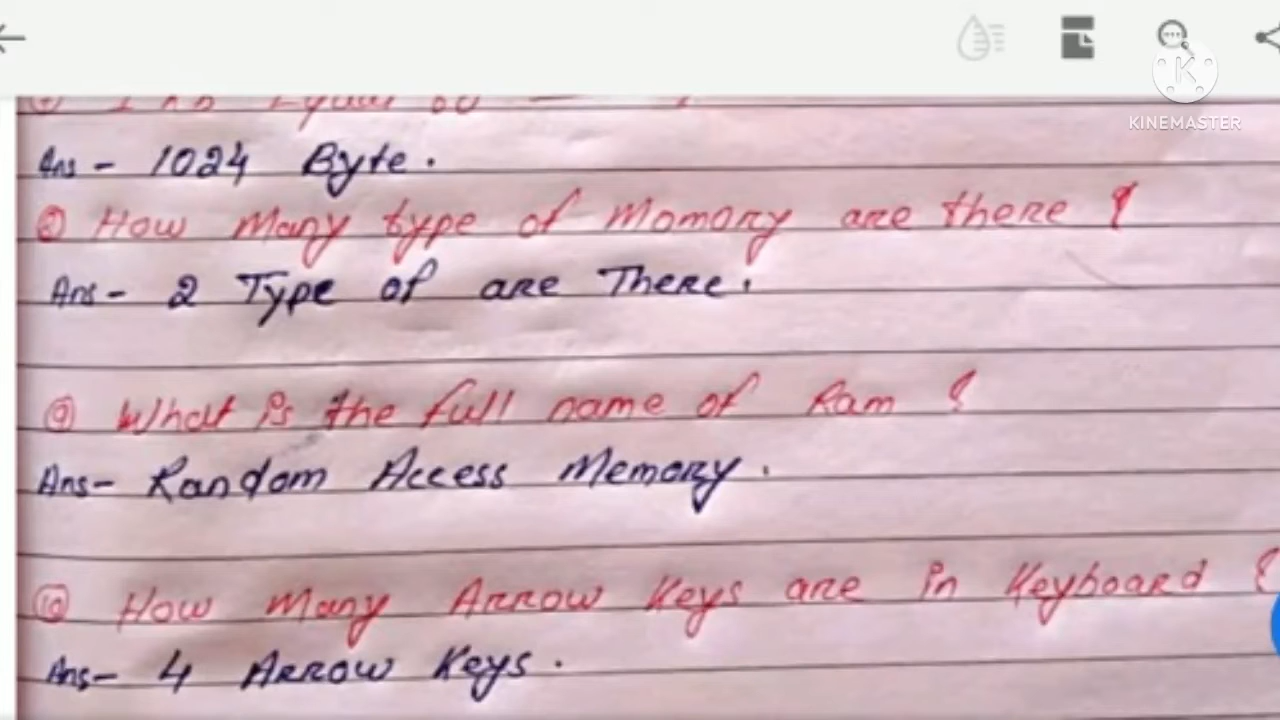 KINEMASTER
Ans - 1024 Byte.
How Many type of Momory are there ?
Ans - 2 Type of are There.
⑨ What is the full name of Ram ?
Ans - Random Access Memory.
⑩ How Many Arrow Keys are in Keyboard ?
Ans - 4 Arrow Keys.